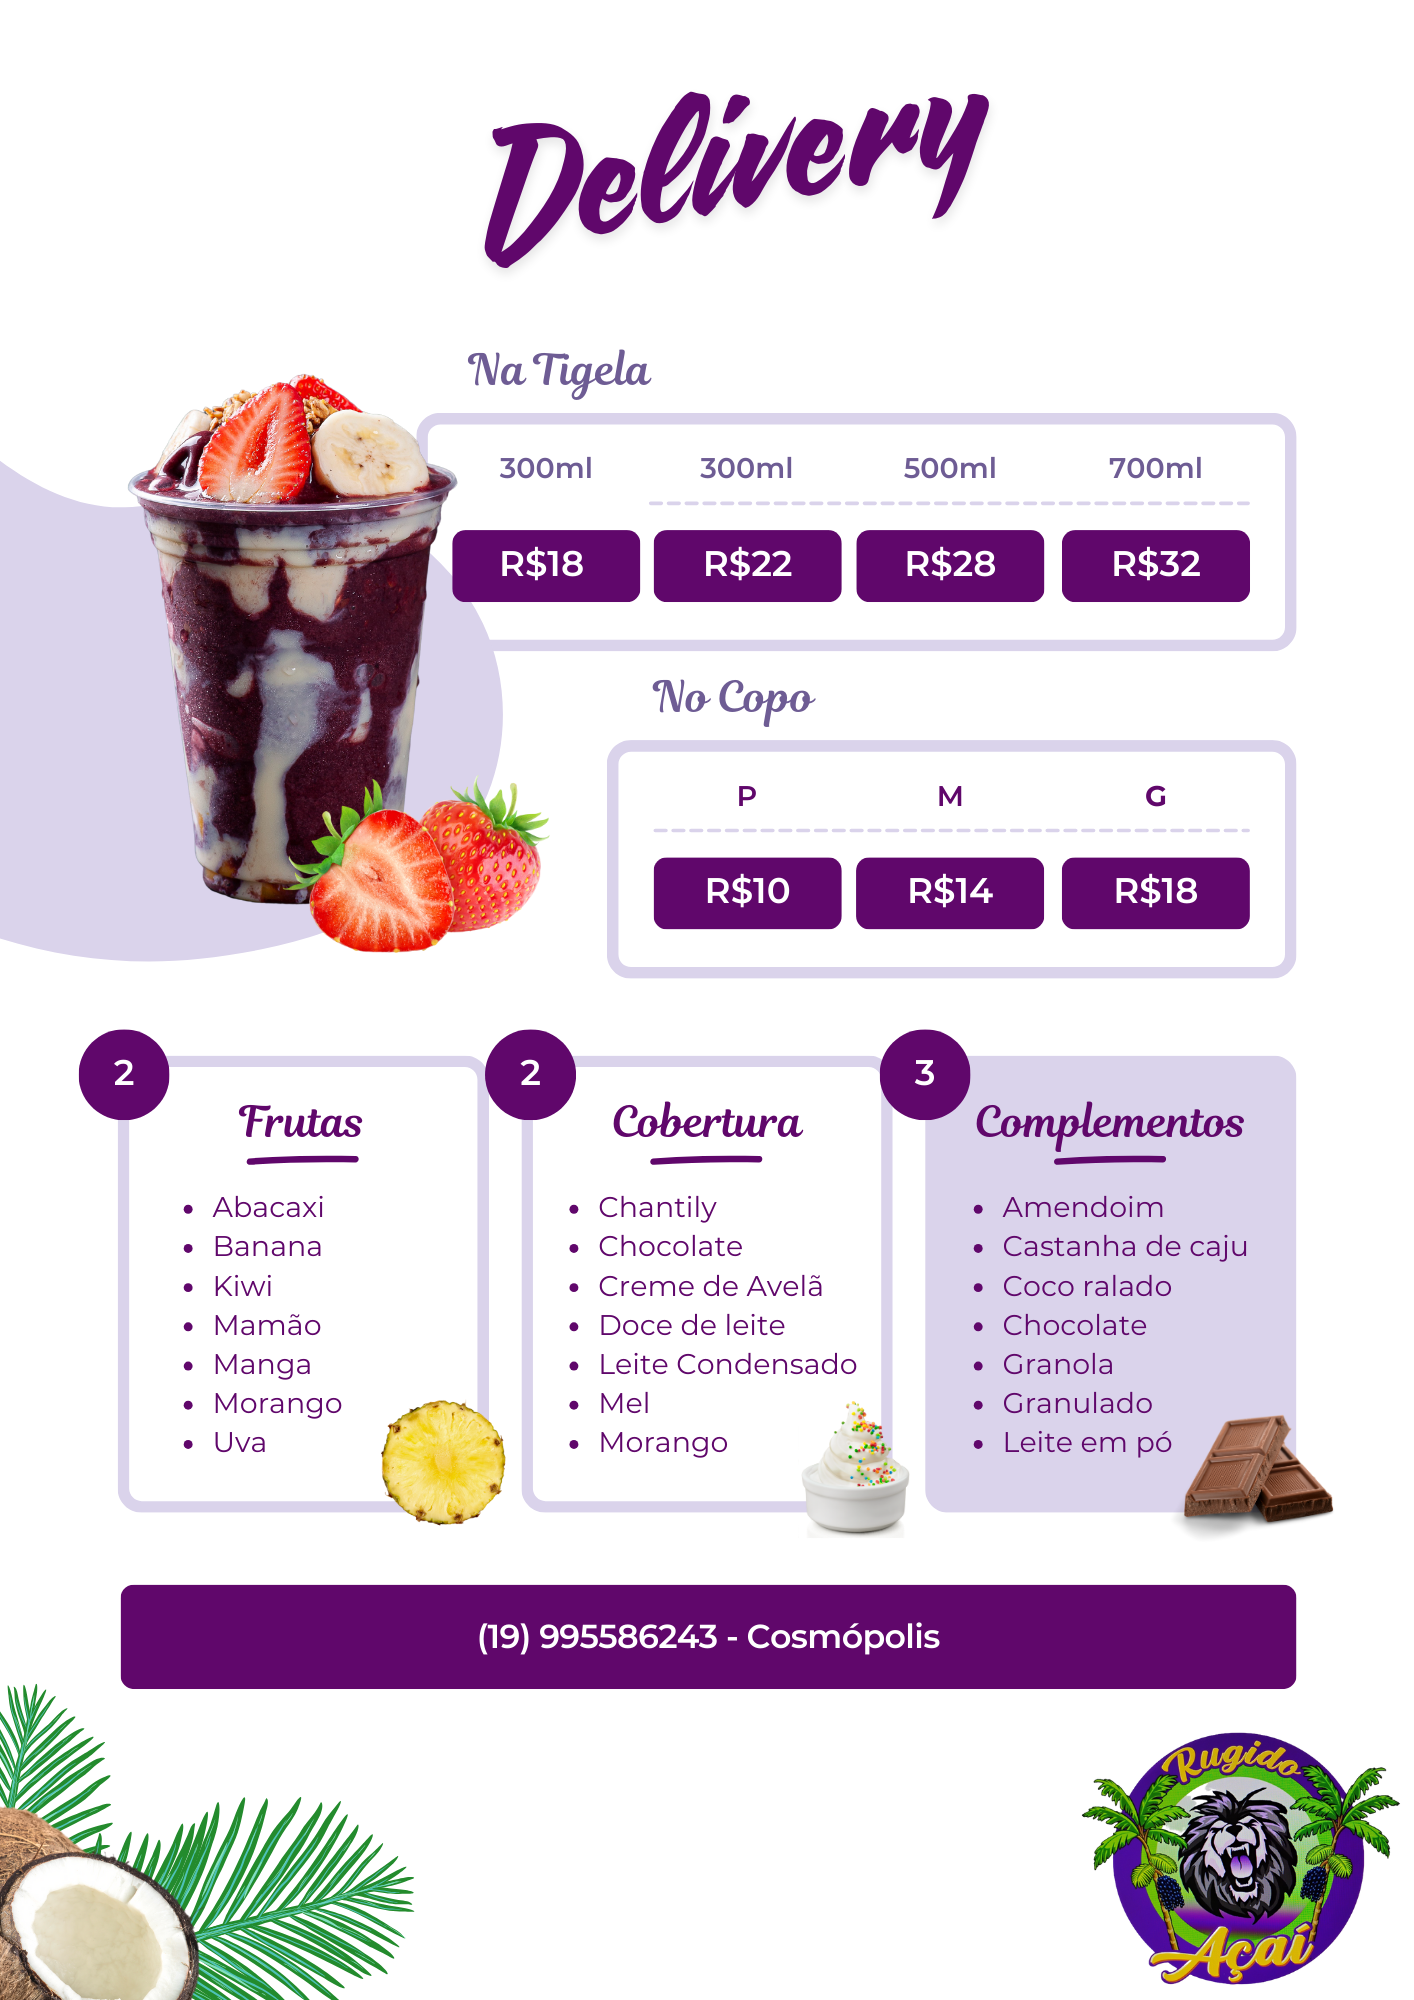 Delivery
Na Tigela
300ml 300ml 500ml 700ml
R$18 R$22 R$28 R$32
No Copo
P M G
R$10 R$14 R$18
2
Frutas
• Abacaxi
• Banana
• Kiwi
• Mamão
• Manga
• Morango
• Uva
2
Cobertura
• Chantily
• Chocolate
• Creme de Avelã
• Doce de leite
• Leite Condensado
• Mel
• Morango
3
Complementos
• Amendoim
• Castanha de caju
• Coco ralado
• Chocolate
• Granola
• Granulado
• Leite em pó
(19) 995586243 - Cosmópolis
Rugido
Açaí